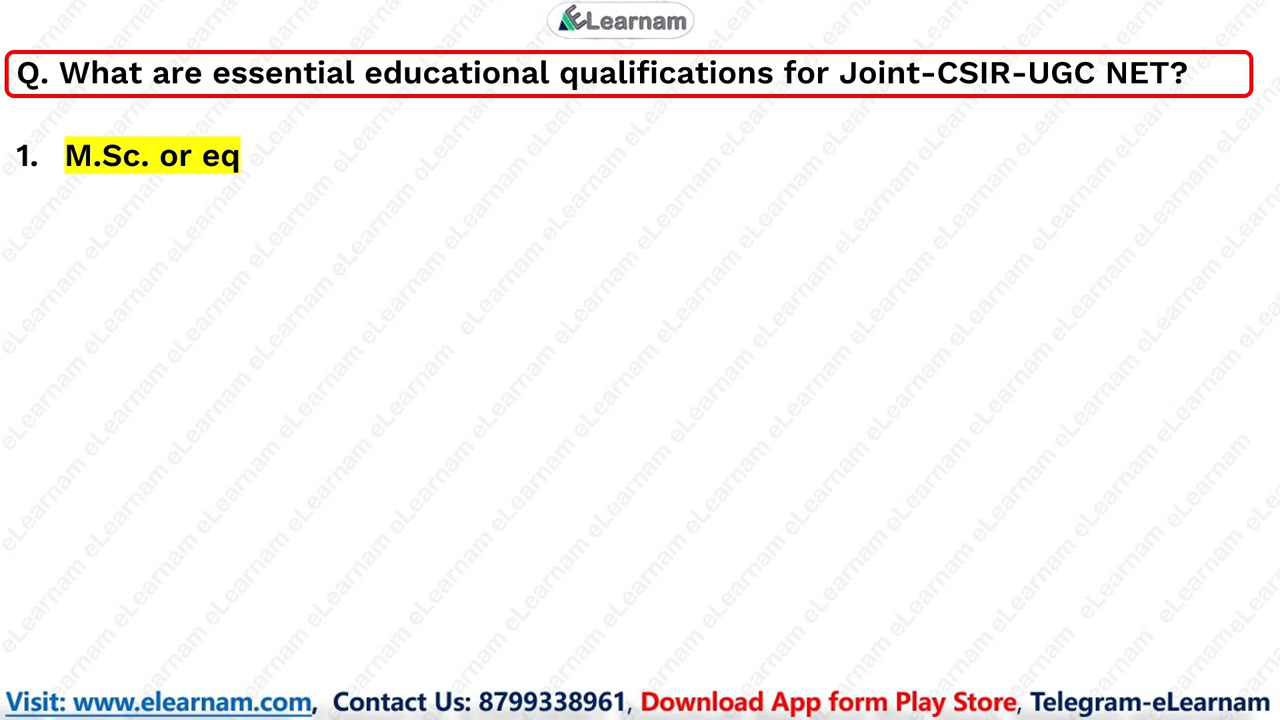 ELearnam
Q. What are essential educational qualifications for Joint-CSIR-UGC NET?
1. M.Sc. or eq
Visit: www.elearnam.com, Contact Us: 8799338961, Download App form Play Store, Telegram-eLearnam